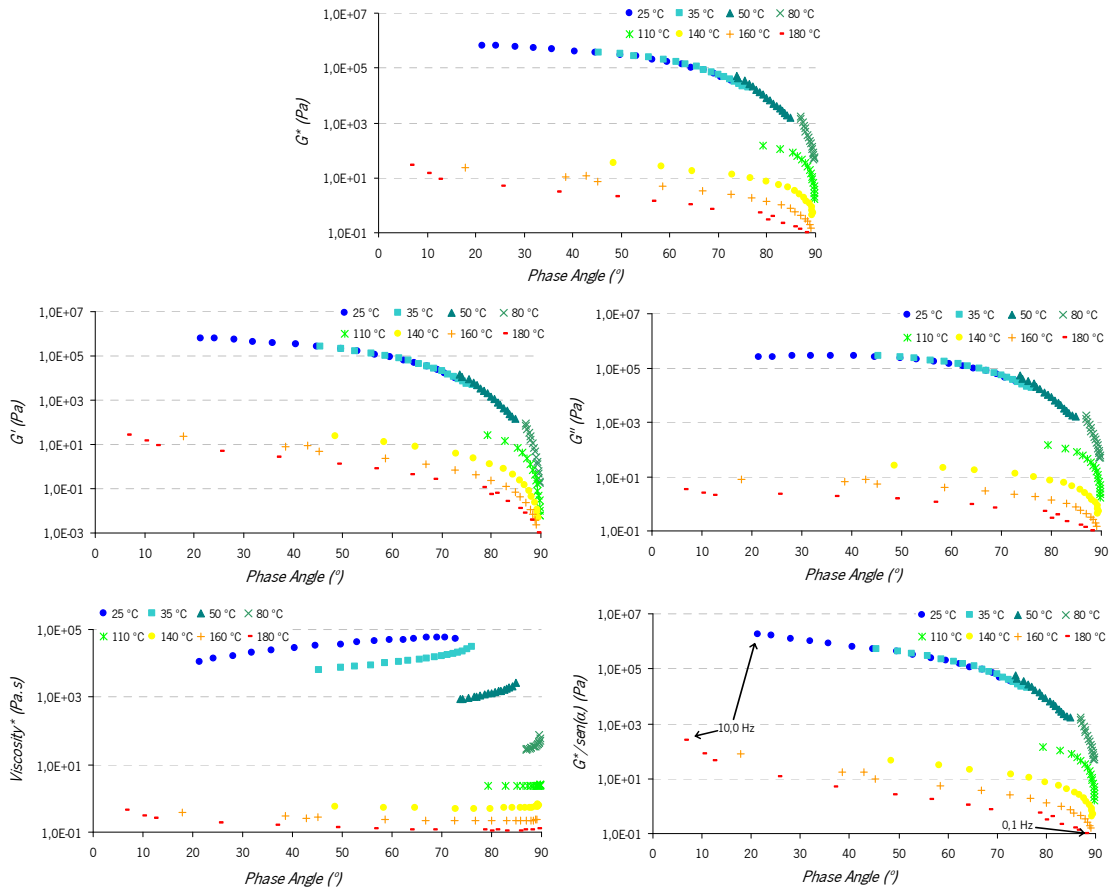 25 °C 35 °C 50 °C 80 °C
110 °C 140 °C 160 °C 180 °C
1,0E+07
1,0E+05
1,0E+03
1,0E+01
1,0E-01
G* (Pa)
0 10 20 30 40 50 60 70 80 90
Phase Angle (°)
25 °C 35 °C 50 °C 80 °C
110 °C 140 °C 160 °C 180 °C
1,0E+07
1,0E+05
1,0E+03
1,0E+01
1,0E-01
1,0E-03
G' (Pa)
0 10 20 30 40 50 60 70 80 90
Phase Angle (°)
25 °C 35 °C 50 °C 80 °C
110 °C 140 °C 160 °C 180 °C
1,0E+07
1,0E+05
1,0E+03
1,0E+01
1,0E-01
G'' (Pa)
0 10 20 30 40 50 60 70 80 90
Phase Angle (°)
25 °C 35 °C 50 °C 80 °C
110 °C 140 °C 160 °C 180 °C
1,0E+05
1,0E+03
1,0E+01
1,0E-01
Viscosity* (Pa.s)
0 10 20 30 40 50 60 70 80 90
Phase Angle (°)
25 °C 35 °C 50 °C 80 °C
110 °C 140 °C 160 °C 180 °C
1,0E+07
1,0E+05
1,0E+03
1,0E+01
1,0E-01
G*/sen(α) (Pa)
10,0 Hz
0,1 Hz
0 10 20 30 40 50 60 70 80 90
Phase Angle (°)